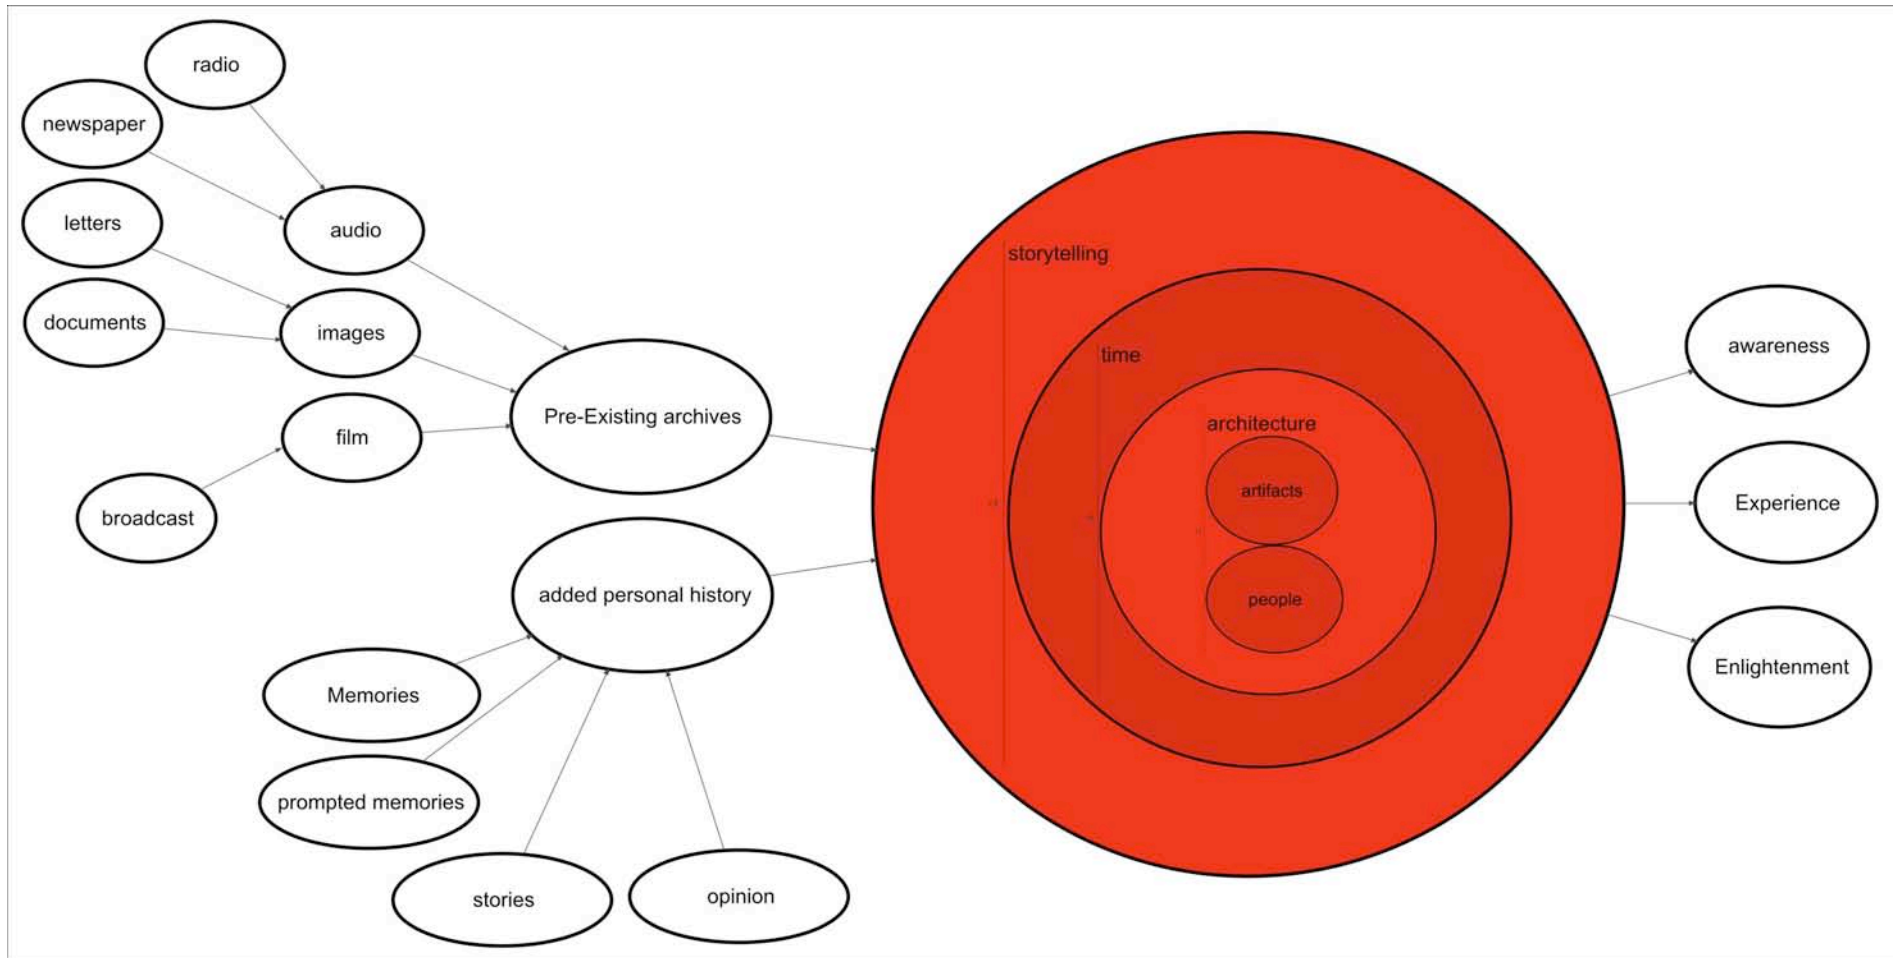 radio
newspaper
letters
audio
documents
images
film
broadcast
Pre-Existing archives
added personal history
Memories
prompted memories
stories
opinion
storytelling
time
architecture
artifacts
people
awareness
Experience
Enlightenment